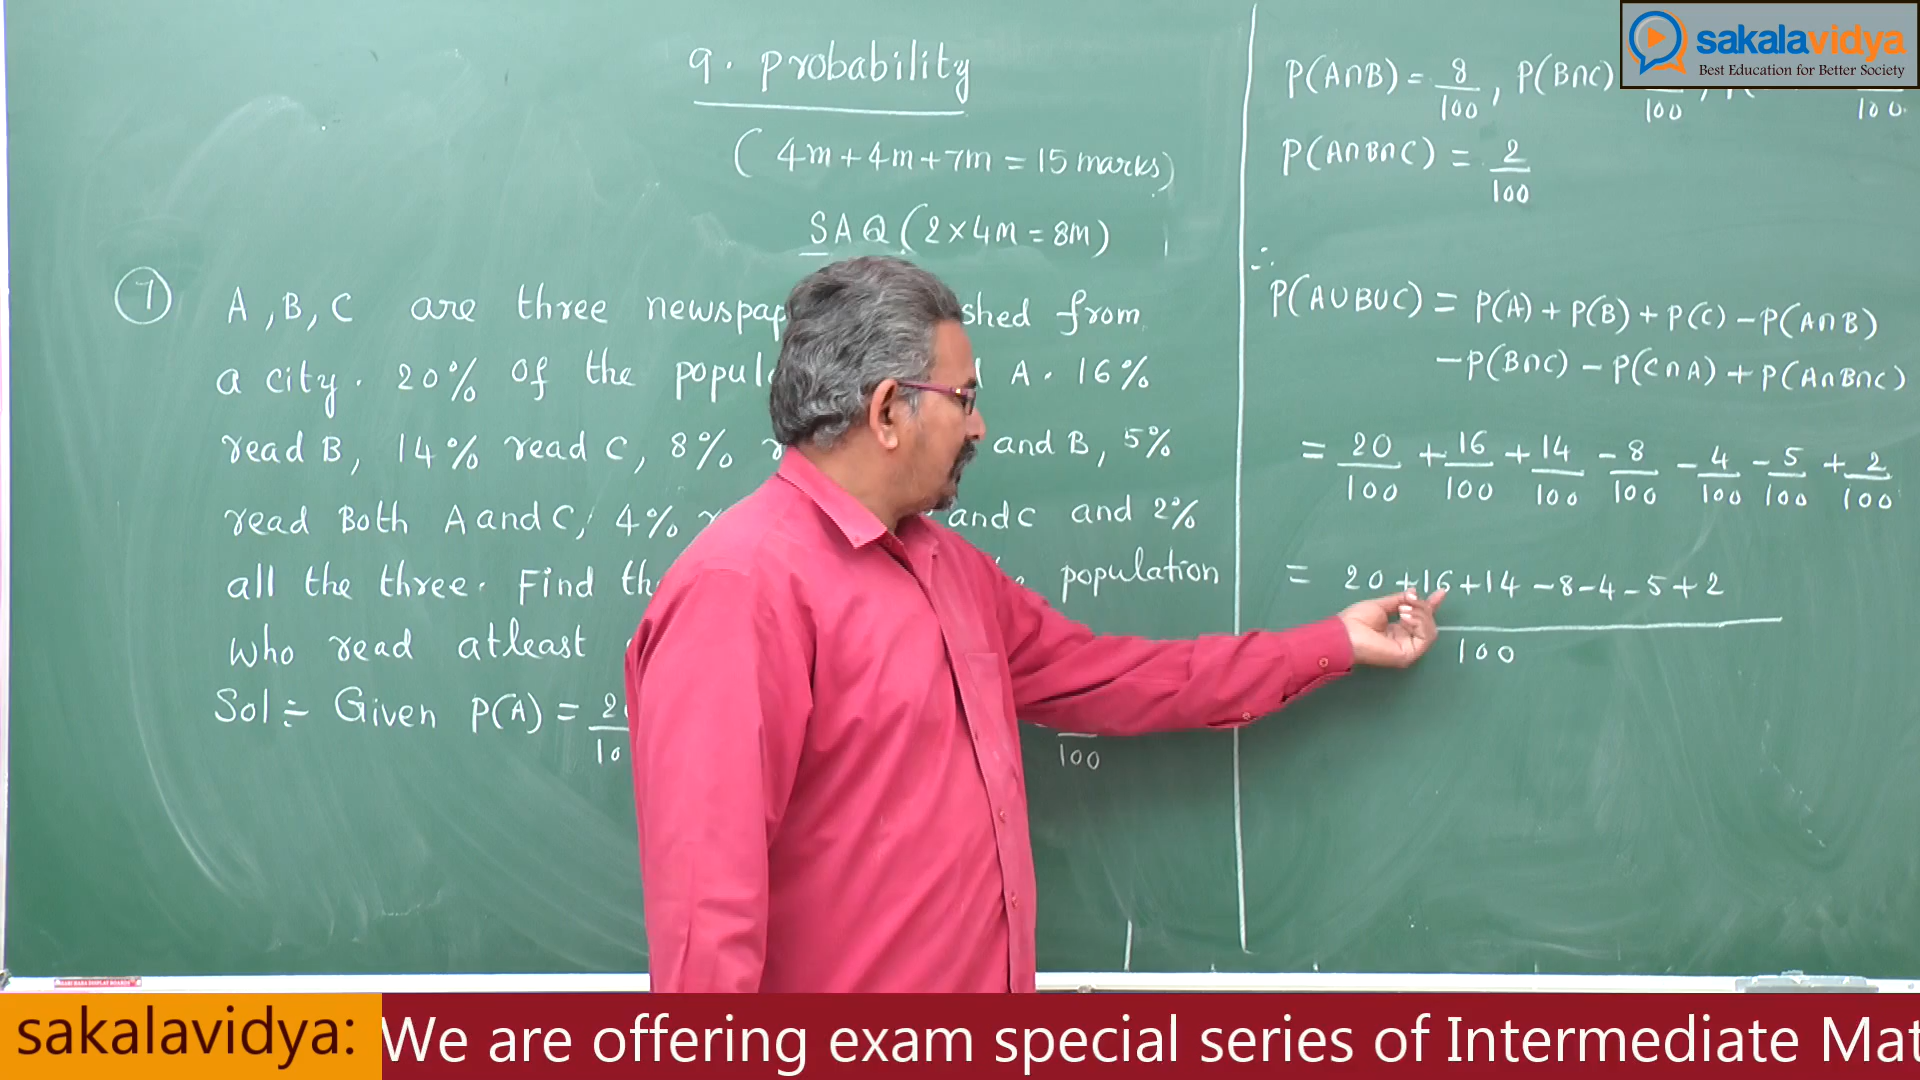 9. probability
(4m+4m+7m = 15 marks)
SAQ (2×4m = 8m)
7 A, B, C are three newspap shed from
a city. 20% of the popul A. 16%
read B, 14% read C, 8% and B, 5%
read Both A and C, 4% and C and 2%
all the three. Find population
who read atleast
Sol:- Given P(A) =
100
P(A∩B) = 8/100, P(B∩C)
100 100
P(A∩B∩C) = 2/100
∴
P(A∪B∪C) = P(A) + P(B) + P(C) - P(A∩B)
-P(B∩C) - P(C∩A) + P(A∩B∩C)
= 20/100 + 16/100 + 14/100 - 8/100 - 4/100 - 5/100 + 2/100
= 20+16+14-8-4-5+2
100
sakalavidya
Best Education for Better Society
sakalavidya: We are offering exam special series of Intermediate Mat